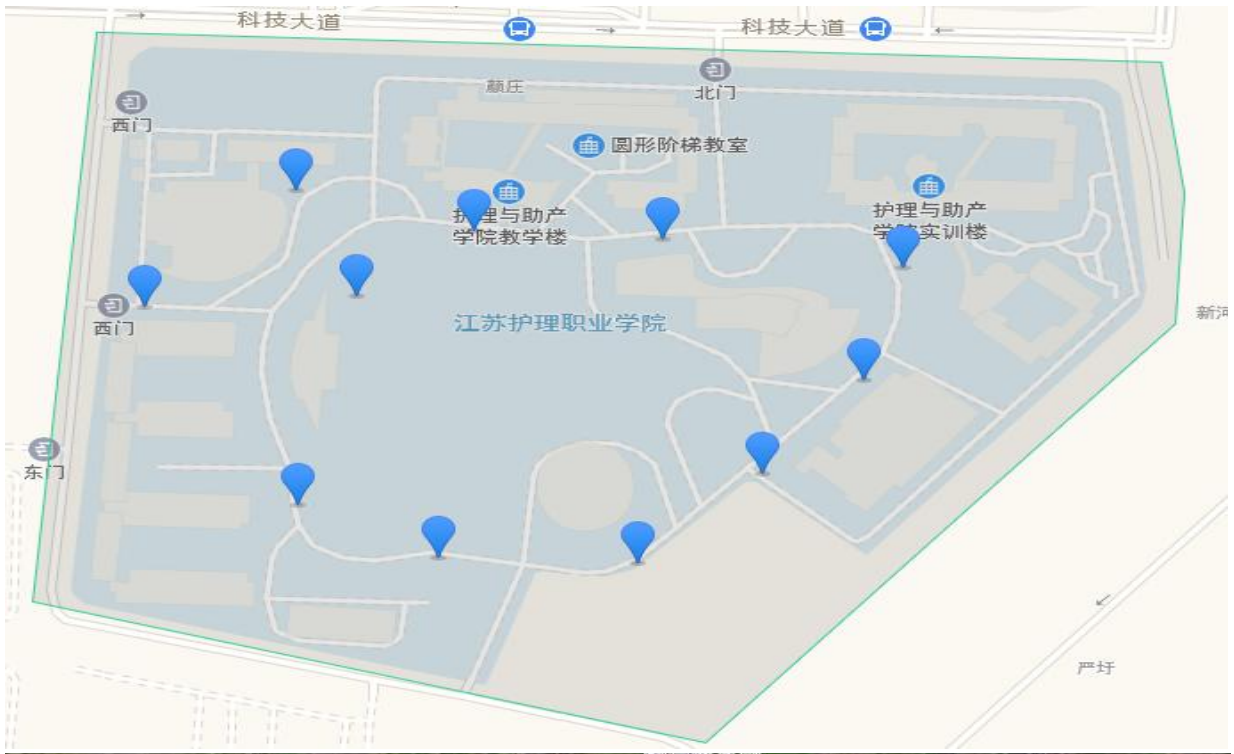 科技大道
科技大道
北门
颜庄
西门
圆形阶梯教室
护理与助产
学院教学楼
护理与助产
学院实训楼
新河
江苏护理职业学院
西门
东门
严圩